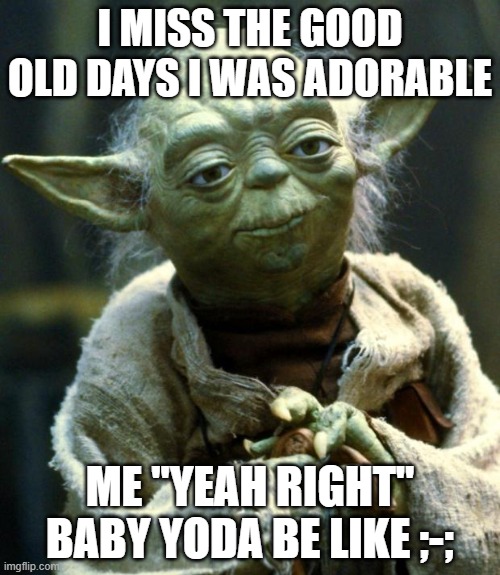 I MISS THE GOOD
OLD DAYS I WAS ADORABLE
ME "YEAH RIGHT"
BABY YODA BE LIKE ;-;
imgflip.com